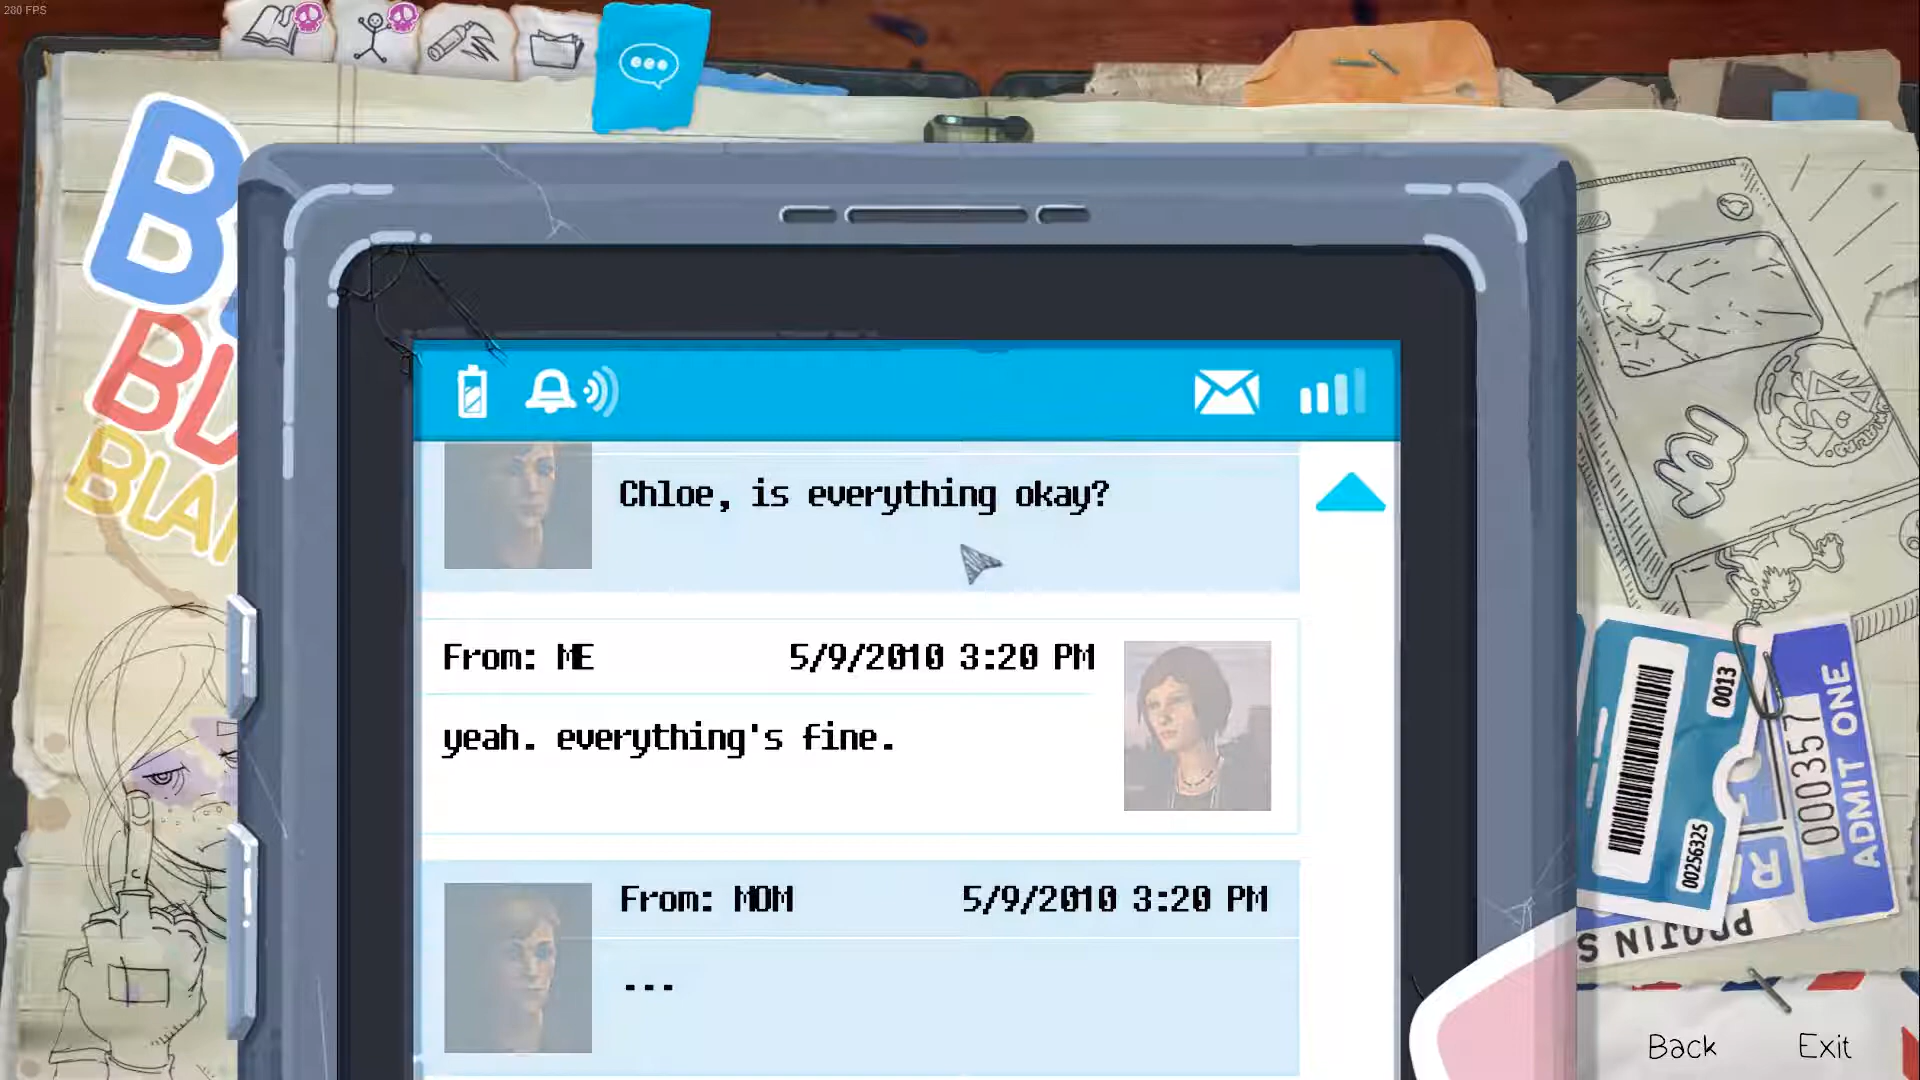 280 FPS
Chloe, is everything okay?
From: ME 5/9/2010 3:20 PM
yeah. everything's fine.
From: MOM 5/9/2010 3:20 PM
...
0013
00256325
000357
ADMIT ONE
Back Exit